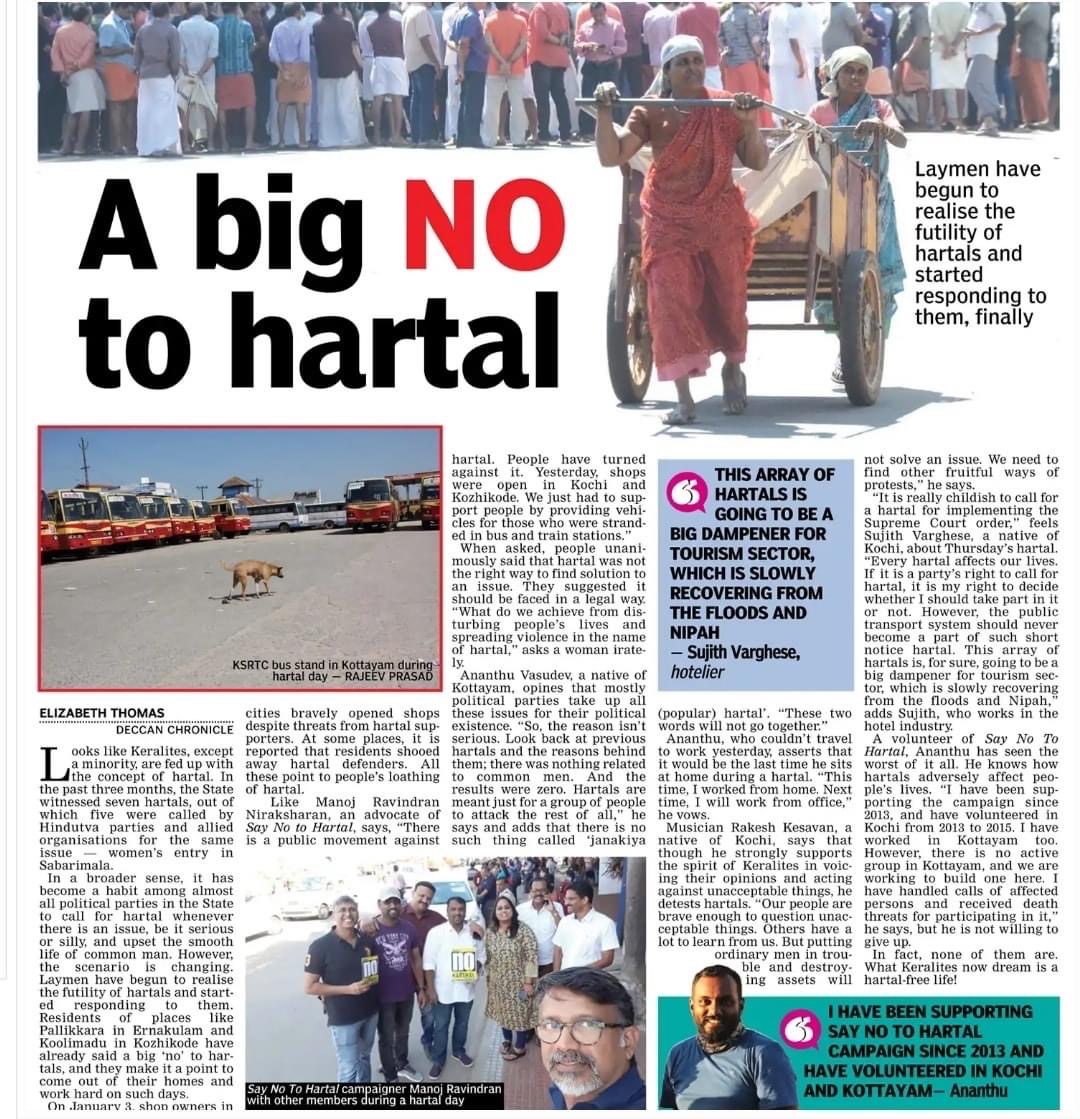 A big NO
to hartal
Laymen have
begun to
realise the
futility of
hartals and
started
responding to
them, finally
KSRTC bus stand in Kottayam during
hartal day — RAJEEV PRASAD
ELIZABETH THOMAS
DECCAN CHRONICLE
Looks like Keralites, except
a minority, are fed up with
the concept of hartal. In
the past three months, the State
witnessed seven hartals, out of
which five were called by
Hindutva parties and allied
organisations for the same
issue — women's entry in
Sabarimala.
In a broader sense, it has
become a habit among almost
all political parties in the State
to call for hartal whenever
there is an issue, be it serious
or silly, and upset the smooth
life of common man. However,
the scenario is changing.
Laymen have begun to realise
the futility of hartals and start-
ed responding to them.
Residents of places like
Pallikkara in Ernakulam and
Koolimadu in Kozhikode have
already said a big 'no' to har-
tals, and they make it a point to
come out of their homes and
work hard on such days.
On January 3, shop owners in
cities bravely opened shops
despite threats from hartal sup-
porters. At some places, it is
reported that residents shooed
away hartal defenders. All
these point to people's loathing
of hartal.
Like Manoj Ravindran
Niraksharan, an advocate of
Say No to Hartal, says, "There
is a public movement against
hartal. People have turned
against it. Yesterday, shops
were open in Kochi and
Kozhikode. We just had to sup-
port people by providing vehi-
cles for those who were strand-
ed in bus and train stations."
When asked, people unani-
mously said that hartal was not
the right way to find solution to
an issue. They suggested it
should be faced in a legal way.
"What do we achieve from dis-
turbing people's lives and
spreading violence in the name
of hartal," asks a woman irate-
ly.
Ananthu Vasudev, a native of
Kottayam, opines that mostly
political parties take up all
these issues for their political
existence. "So, the reason isn't
serious. Look back at previous
hartals and the reasons behind
them; there was nothing related
to common men. And the
results were zero. Hartals are
meant just for a group of people
to attack the rest of all," he
says and adds that there is no
such thing called 'janakiya
no
no
HARTAL
Say No To Hartal campaigner Manoj Ravindran
with other members during a hartal day
THIS ARRAY OF
HARTALS IS
GOING TO BE A
BIG DAMPENER FOR
TOURISM SECTOR,
WHICH IS SLOWLY
RECOVERING FROM
THE FLOODS AND
NIPAH
— Sujith Varghese,
hotelier
(popular) hartal'. "These two
words will not go together."
Ananthu, who couldn't travel
to work yesterday, asserts that
it would be the last time he sits
at home during a hartal. "This
time, I worked from home. Next
time, I will work from office,"
he vows.
Musician Rakesh Kesavan, a
native of Kochi, says that
though he strongly supports
the spirit of Keralites in voic-
ing their opinions and acting
against unacceptable things, he
detests hartals. "Our people are
brave enough to question unac-
ceptable things. Others have a
lot to learn from us. But putting
ordinary men in trou-
ble and destroy-
ing assets will
not solve an issue. We need to
find other fruitful ways of
protests," he says.
"It is really childish to call for
a hartal for implementing the
Supreme Court order," feels
Sujith Varghese, a native of
Kochi, about Thursday's hartal.
"Every hartal affects our lives.
If it is a party's right to call for
hartal, it is my right to decide
whether I should take part in it
or not. However, the public
transport system should never
become a part of such short
notice hartal. This array of
hartals is, for sure, going to be a
big dampener for tourism sec-
tor, which is slowly recovering
from the floods and Nipah,"
adds Sujith, who works in the
hotel industry.
A volunteer of Say No To
Hartal, Ananthu has seen the
worst of it all. He knows how
hartals adversely affect peo-
ple's lives. "I have been sup-
porting the campaign since
2013, and have volunteered in
Kochi from 2013 to 2015. I have
worked in Kottayam too.
However, there is no active
group in Kottayam, and we are
working to build one here. I
have handled calls of affected
persons and received death
threats for participating in it,"
he says, but he is not willing to
give up.
In fact, none of them are.
What Keralites now dream is a
hartal-free life!
I HAVE BEEN SUPPORTING
SAY NO TO HARTAL
CAMPAIGN SINCE 2013 AND
HAVE VOLUNTEERED IN KOCHI
AND KOTTAYAM— Ananthu